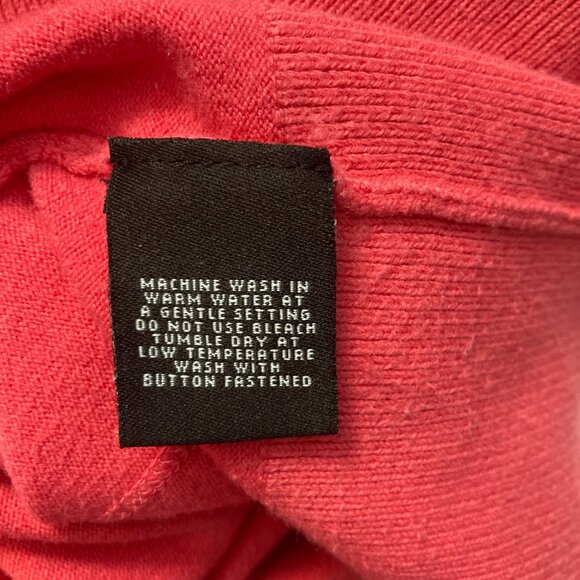 MACHINE WASH IN
WARM WATER AT
A GENTLE SETTING
DO NOT USE BLEACH
TUMBLE DRY AT
LOW TEMPERATURE
WASH WITH
BUTTON FASTENED